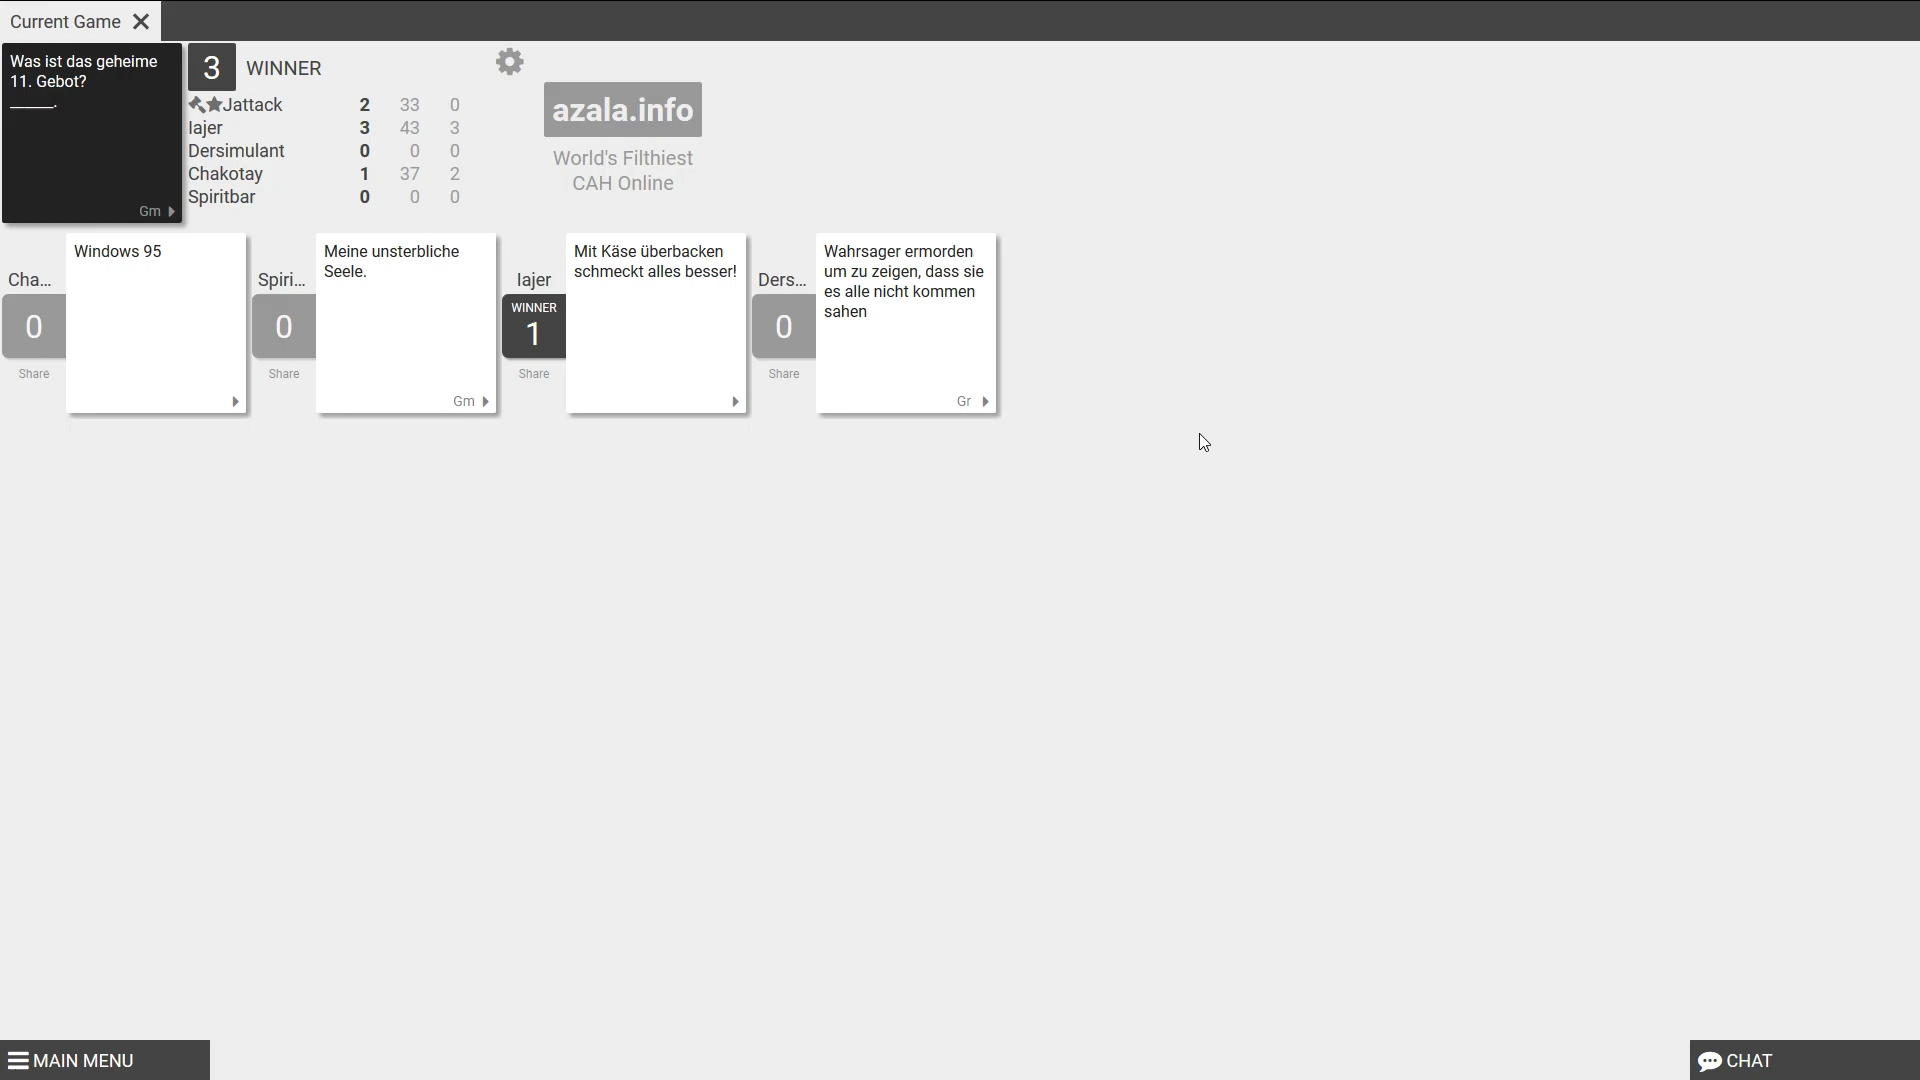 Current Game
Was ist das geheime
11. Gebot?
_____.
Gm
3 WINNER
Jattack 2 33 0
lajer 3 43 3
Dersimulant 0 0 0
Chakotay 1 37 2
Spiritbar 0 0 0
azala.info
World's Filthiest
CAH Online
Cha...
0
Share
Windows 95
Spiri...
0
Share
Meine unsterbliche
Seele.
Gm
lajer
WINNER
1
Share
Mit Käse überbacken
schmeckt alles besser!
Ders...
0
Share
Wahrsager ermorden
um zu zeigen, dass sie
es alle nicht kommen
sahen
Gr
MAIN MENU
CHAT